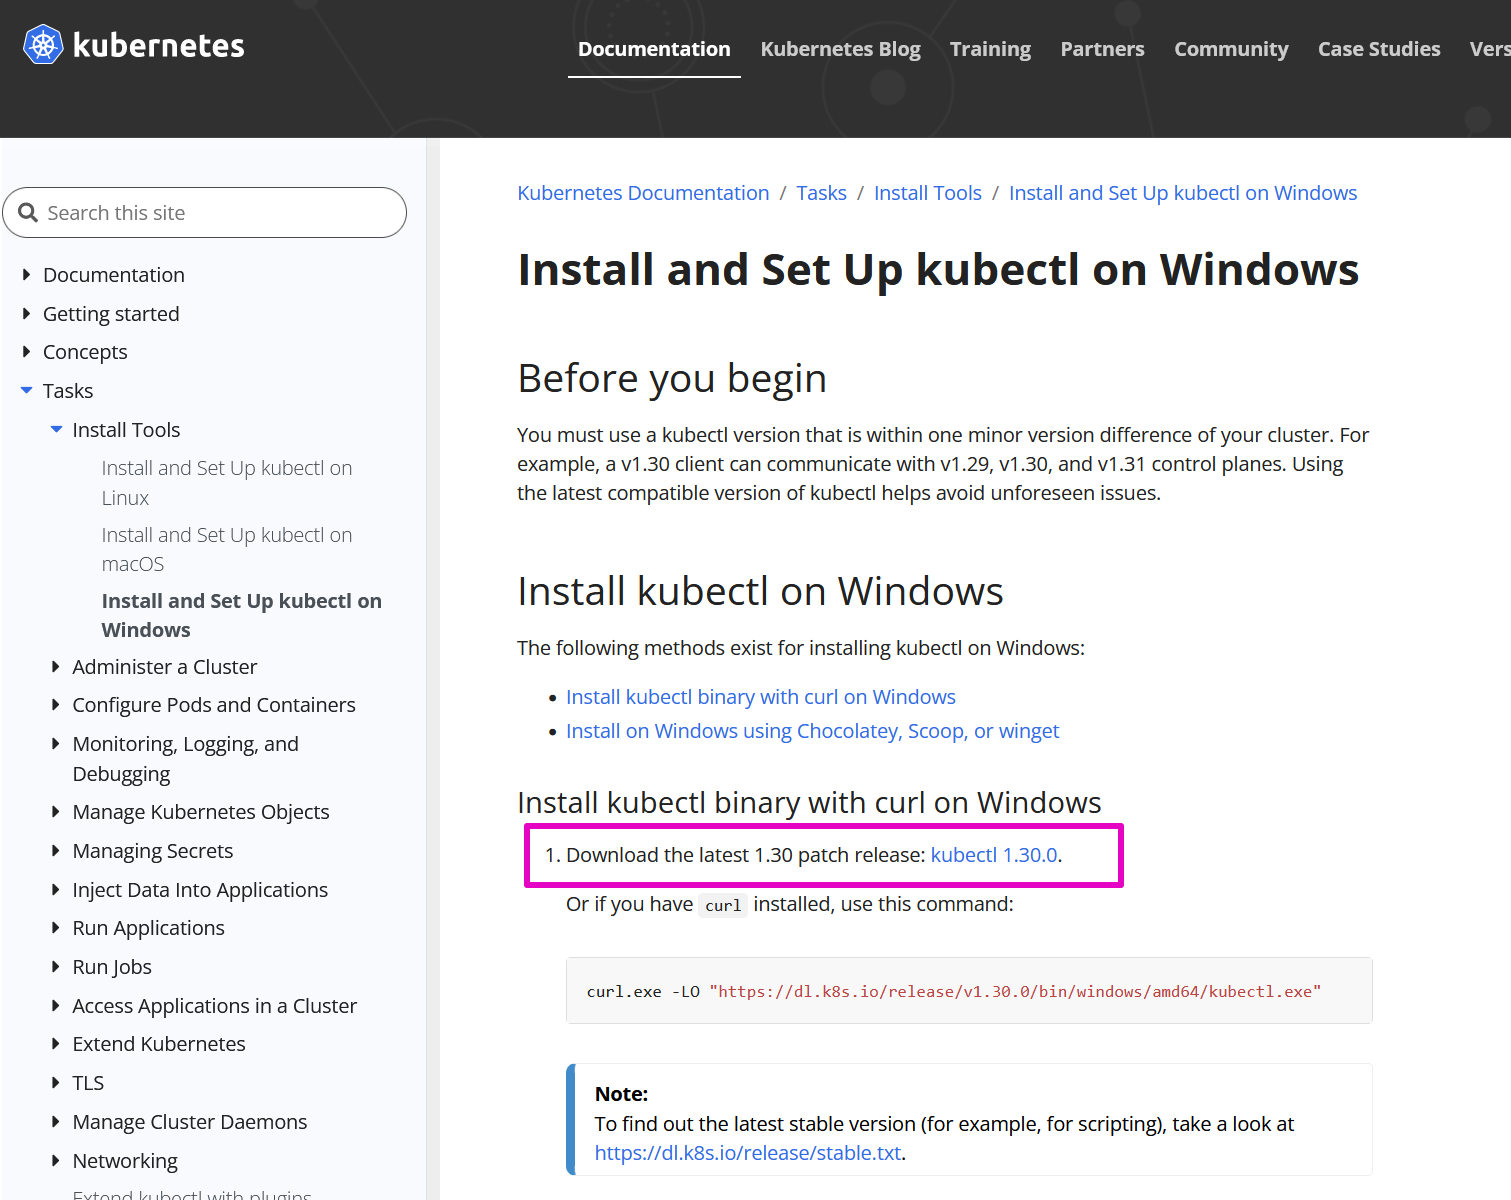 kubernetes
Documentation Kubernetes Blog Training Partners Community Case Studies Vers
Search this site
Documentation
Getting started
Concepts
Tasks
Install Tools
Install and Set Up kubectl on
Linux
Install and Set Up kubectl on
macOS
Install and Set Up kubectl on
Windows
Administer a Cluster
Configure Pods and Containers
Monitoring, Logging, and
Debugging
Manage Kubernetes Objects
Managing Secrets
Inject Data Into Applications
Run Applications
Run Jobs
Access Applications in a Cluster
Extend Kubernetes
TLS
Manage Cluster Daemons
Networking
Extend kubectl with plugins
Kubernetes Documentation / Tasks / Install Tools / Install and Set Up kubectl on Windows
Install and Set Up kubectl on Windows
Before you begin
You must use a kubectl version that is within one minor version difference of your cluster. For
example, a v1.30 client can communicate with v1.29, v1.30, and v1.31 control planes. Using
the latest compatible version of kubectl helps avoid unforeseen issues.
Install kubectl on Windows
The following methods exist for installing kubectl on Windows:
• Install kubectl binary with curl on Windows
• Install on Windows using Chocolatey, Scoop, or winget
Install kubectl binary with curl on Windows
1. Download the latest 1.30 patch release: kubectl 1.30.0.
Or if you have curl installed, use this command:
curl.exe -LO "https://dl.k8s.io/release/v1.30.0/bin/windows/amd64/kubectl.exe"
Note:
To find out the latest stable version (for example, for scripting), take a look at
https://dl.k8s.io/release/stable.txt.